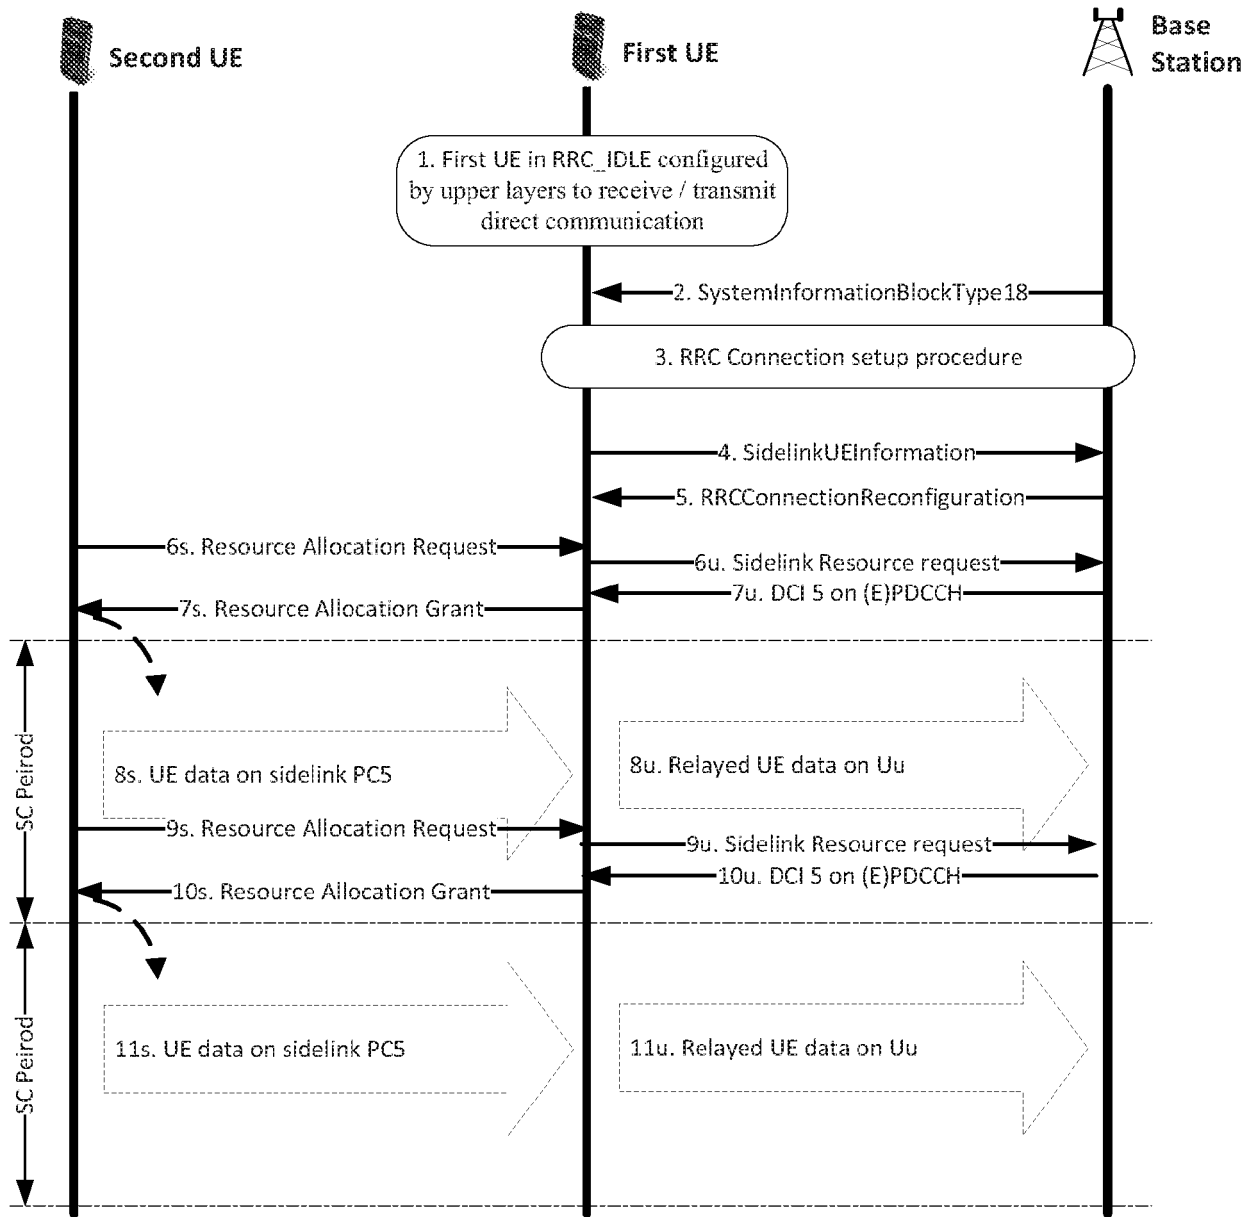 Second UE
First UE
Base
Station
1. First UE in RRC_IDLE configured
by upper layers to receive / transmit
direct communication
2. SystemInformationBlockType18
3. RRC Connection setup procedure
4. SidelinkUEInformation
5. RRCConnectionReconfiguration
6s. Resource Allocation Request
6u. Sidelink Resource request
7u. DCI 5 on (E)PDCCH
7s. Resource Allocation Grant
SC Peirod
8s. UE data on sidelink PC5
8u. Relayed UE data on Uu
9s. Resource Allocation Request
9u. Sidelink Resource request
10u. DCI 5 on (E)PDCCH
10s. Resource Allocation Grant
SC Peirod
11s. UE data on sidelink PC5
11u. Relayed UE data on Uu